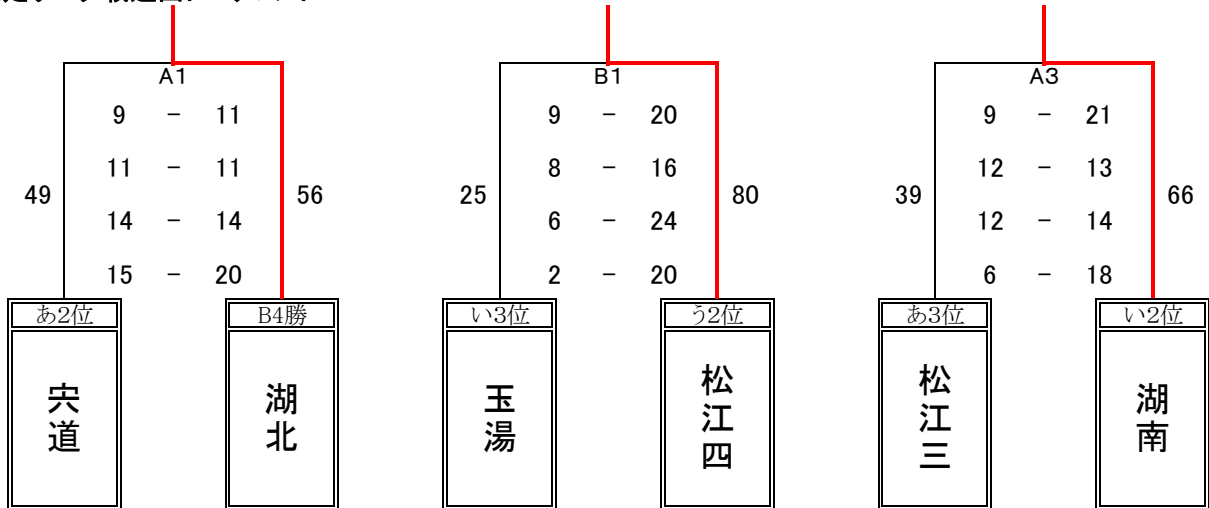 A1
9 － 11
11 － 11
14 － 14
15 － 20
49
56
あ2位
B4勝
宍道
湖北
B1
9 － 20
8 － 16
6 － 24
2 － 20
25
80
い3位
う2位
玉湯
松江四
A3
9 － 21
12 － 13
12 － 14
6 － 18
39
66
あ3位
い2位
松江三
湖南